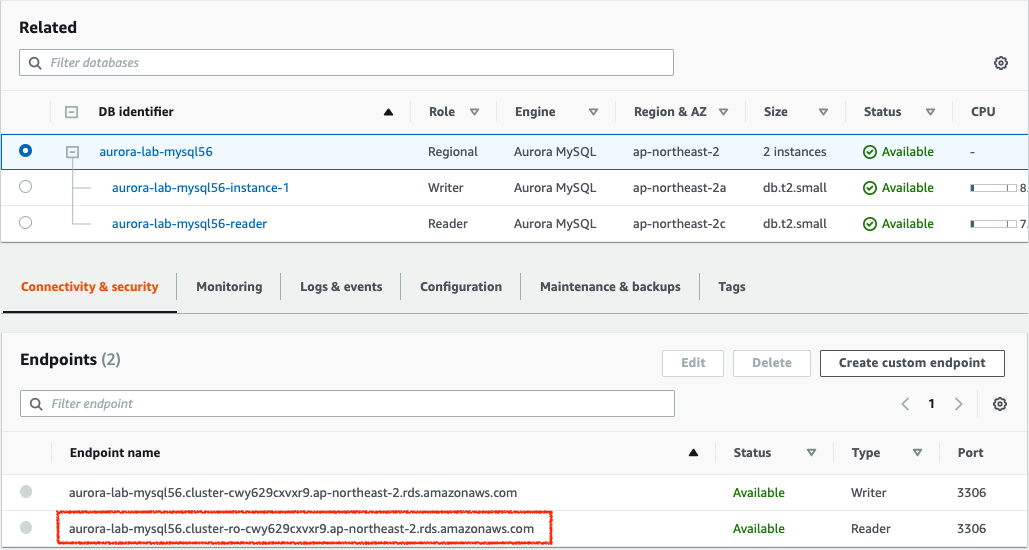 Related
Filter databases
DB identifier Role Engine Region & AZ Size Status CPU
aurora-lab-mysql56 Regional Aurora MySQL ap-northeast-2 2 instances Available -
aurora-lab-mysql56-instance-1 Writer Aurora MySQL ap-northeast-2a db.t2.small Available 8.
aurora-lab-mysql56-reader Reader Aurora MySQL ap-northeast-2c db.t2.small Available 7.
Connectivity & security Monitoring Logs & events Configuration Maintenance & backups Tags
Endpoints (2) Edit Delete Create custom endpoint
Filter endpoint 1
Endpoint name Status Type Port
aurora-lab-mysql56.cluster-cwy629cxvxr9.ap-northeast-2.rds.amazonaws.com Available Writer 3306
aurora-lab-mysql56.cluster-ro-cwy629cxvxr9.ap-northeast-2.rds.amazonaws.com Available Reader 3306